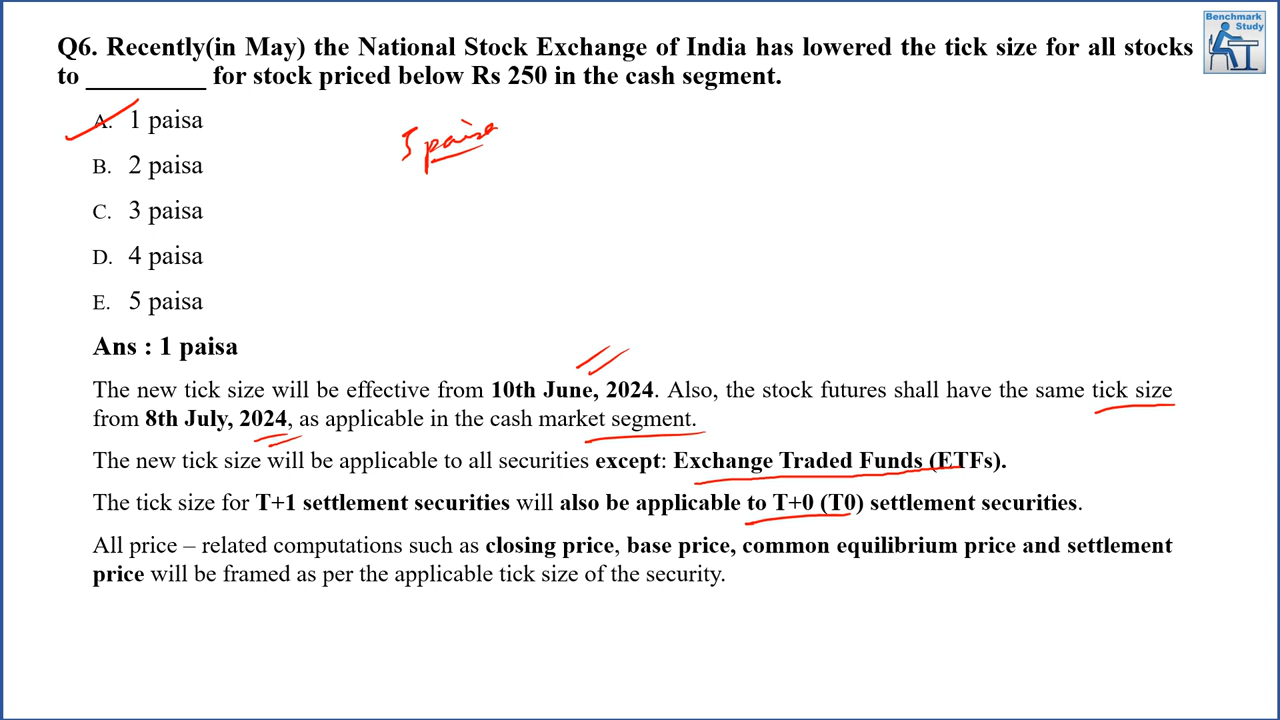 Benchmark
Study
Q6. Recently(in May) the National Stock Exchange of India has lowered the tick size for all stocks
to _________ for stock priced below Rs 250 in the cash segment.
A. 1 paisa
5 paisa
B. 2 paisa
C. 3 paisa
D. 4 paisa
E. 5 paisa
Ans : 1 paisa
The new tick size will be effective from 10th June, 2024. Also, the stock futures shall have the same tick size
from 8th July, 2024, as applicable in the cash market segment.
The new tick size will be applicable to all securities except: Exchange Traded Funds (ETFs).
The tick size for T+1 settlement securities will also be applicable to T+0 (T0) settlement securities.
All price – related computations such as closing price, base price, common equilibrium price and settlement
price will be framed as per the applicable tick size of the security.